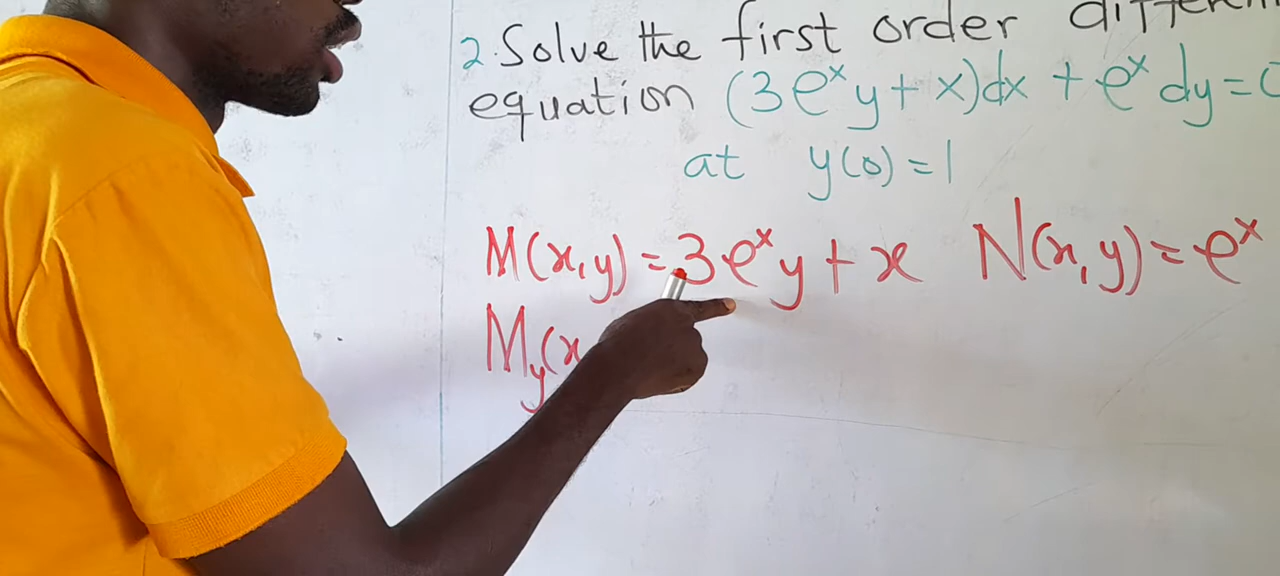 2. Solve the first order
equation (3e^x y + x)dx + e^x dy =
at y(0) = 1
M(x,y) = 3e^x y + x N(x,y) = e^x
M_y(x